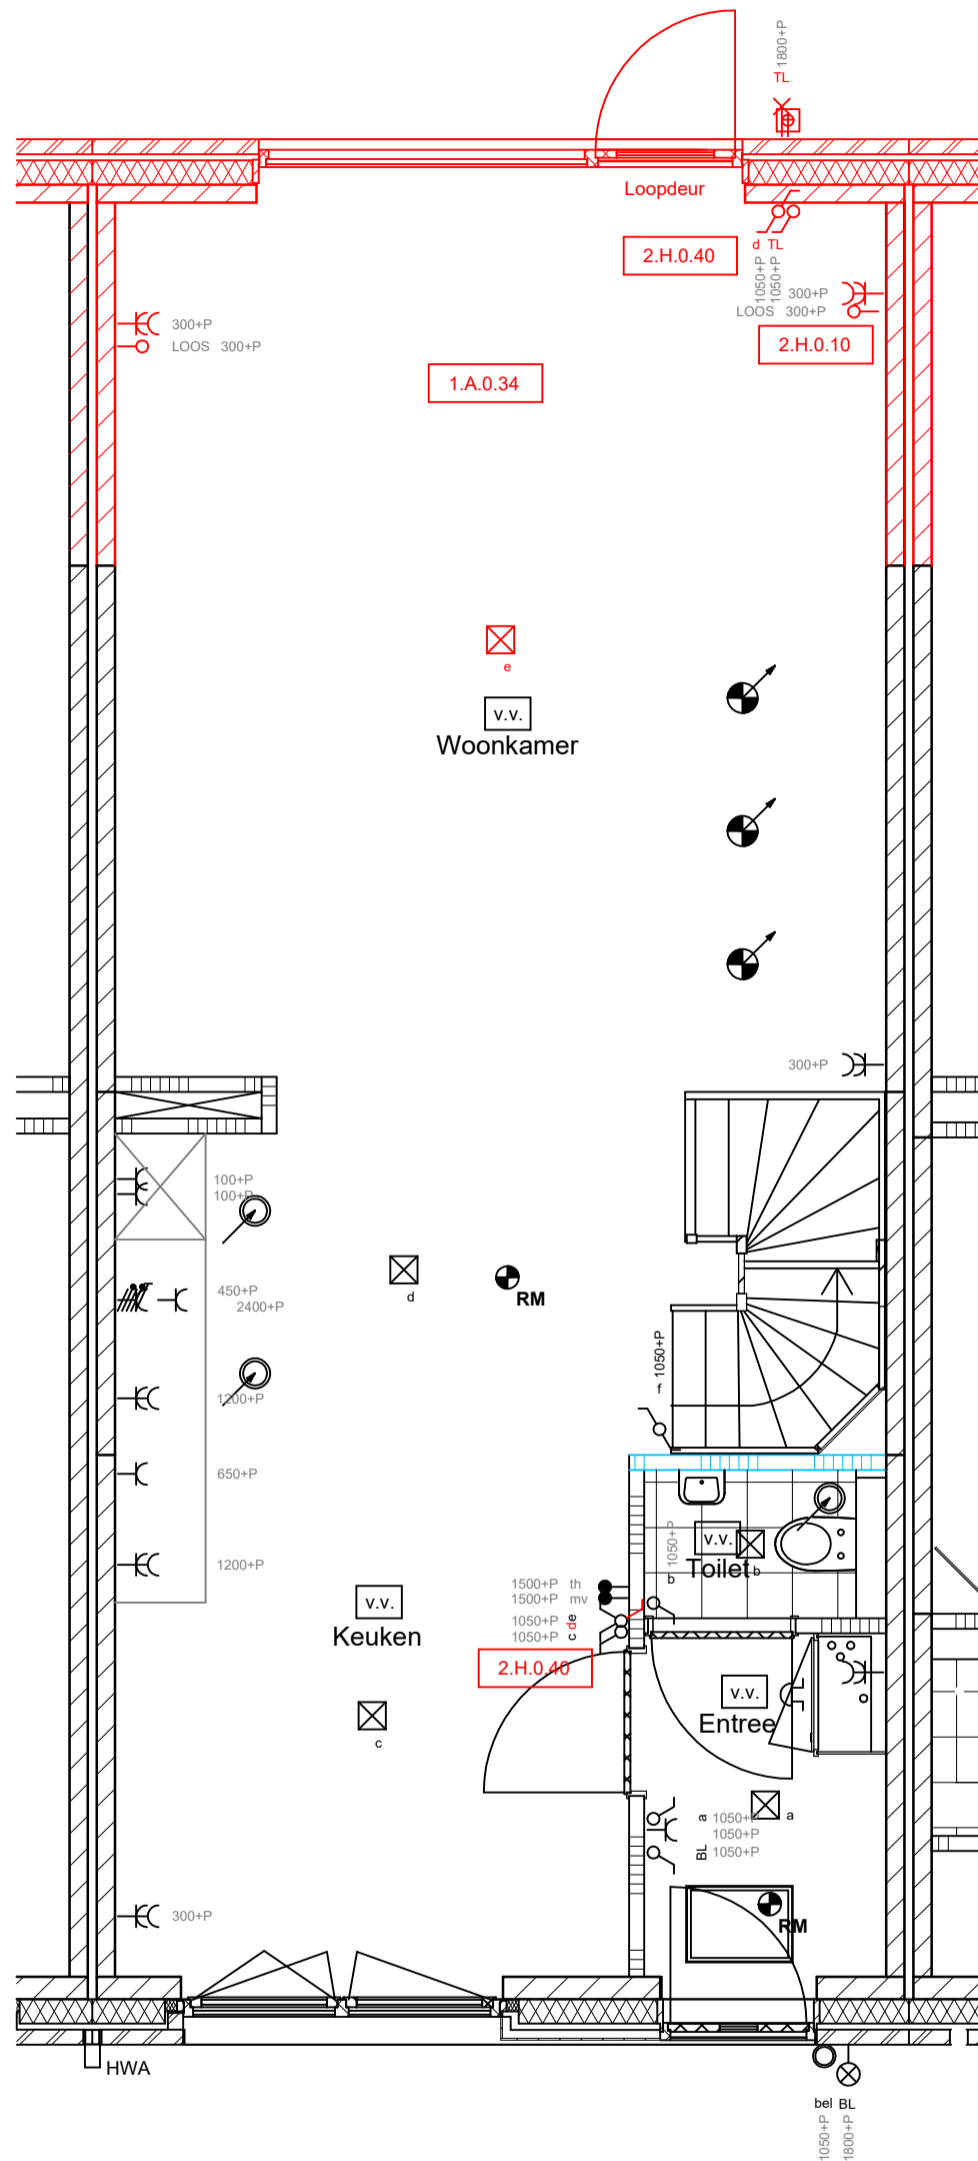 1800+P
TL
Loopdeur
2.H.0.40
d TL
1050+P
1050+P
300+P
LOOS 300+P
2.H.0.10
300+P
LOOS 300+P
1.A.0.34
e
v.v.
Woonkamer
300+P
100+P
100+P
d
RM
450+P
2400+P
f 1050+P
1200+P
650+P
1200+P
v.v.
Toilet b
b 1050+P
1500+P th
1500+P mv
1050+P de
1050+P c
v.v.
Keuken
2.H.0.40
v.v.
Entree
c
a
a 1050+P
1050+P
BL 1050+P
300+P
RM
HWA
bel BL
1050+P
1800+P